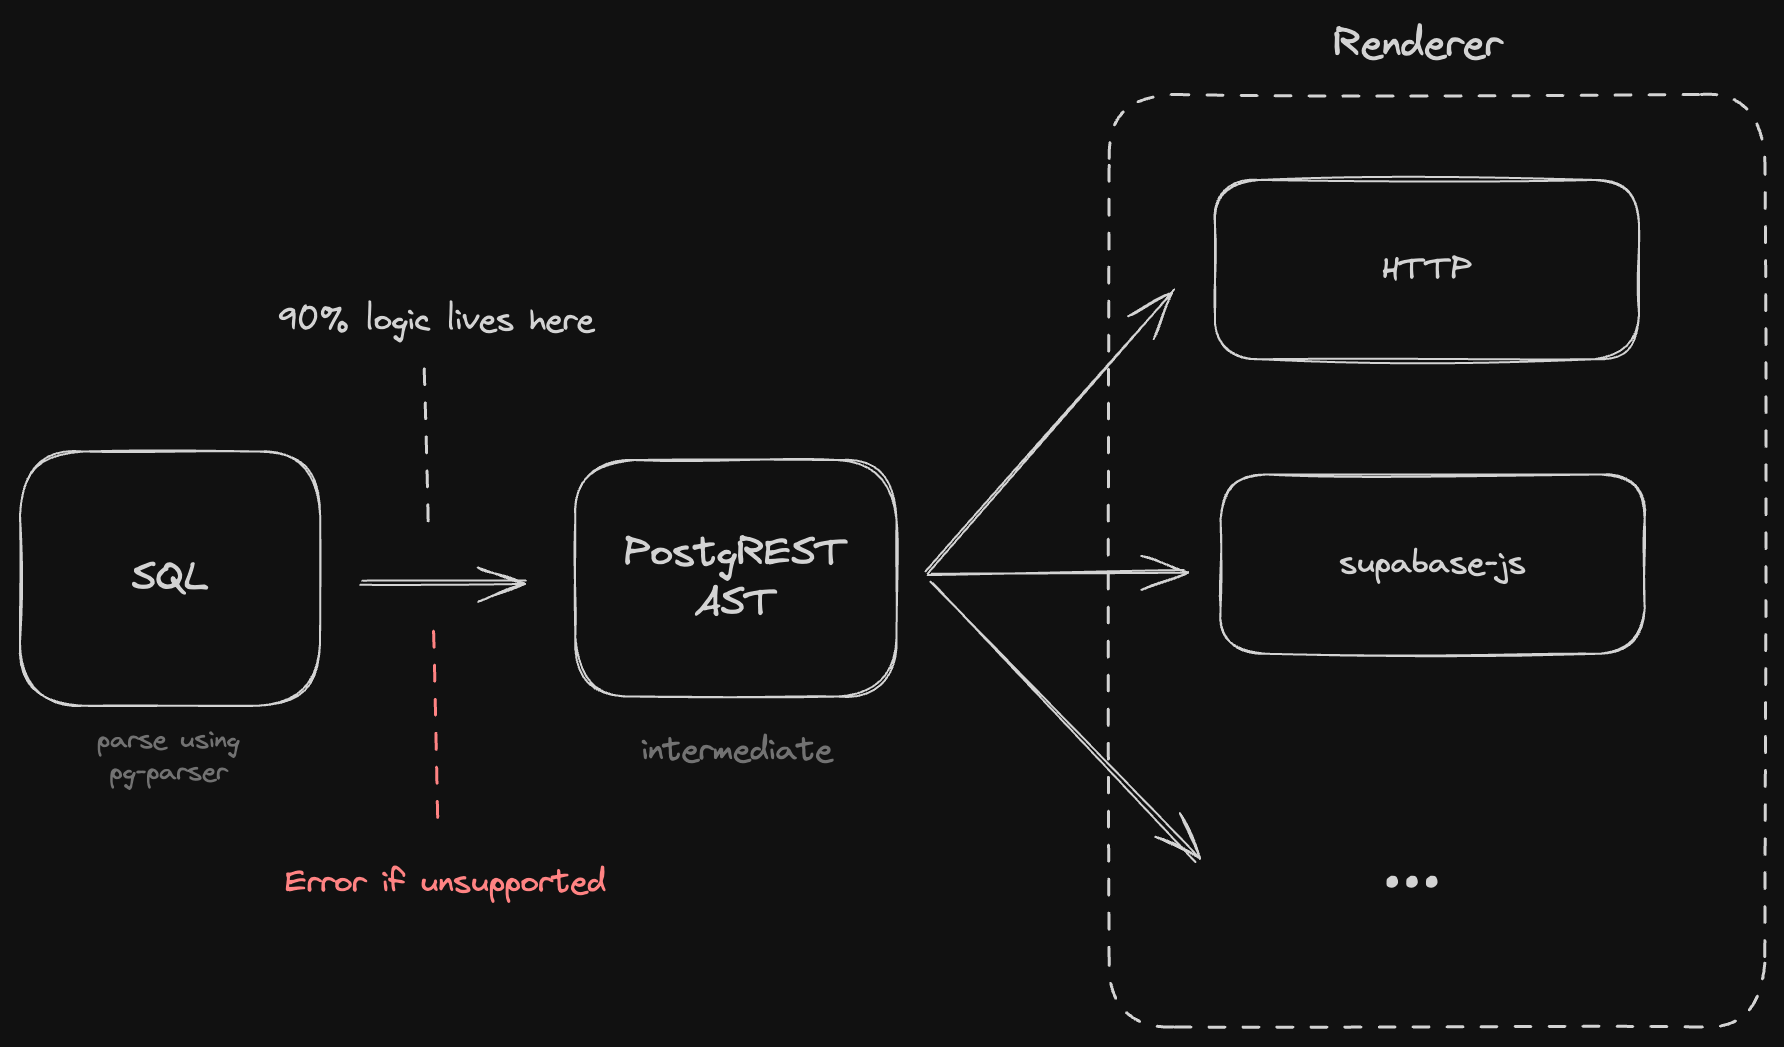 Renderer
HTTP
90% logic lives here
SQL
PostgREST
AST
supabase-js
parse using
pg-parser
intermediate
Error if unsupported
...